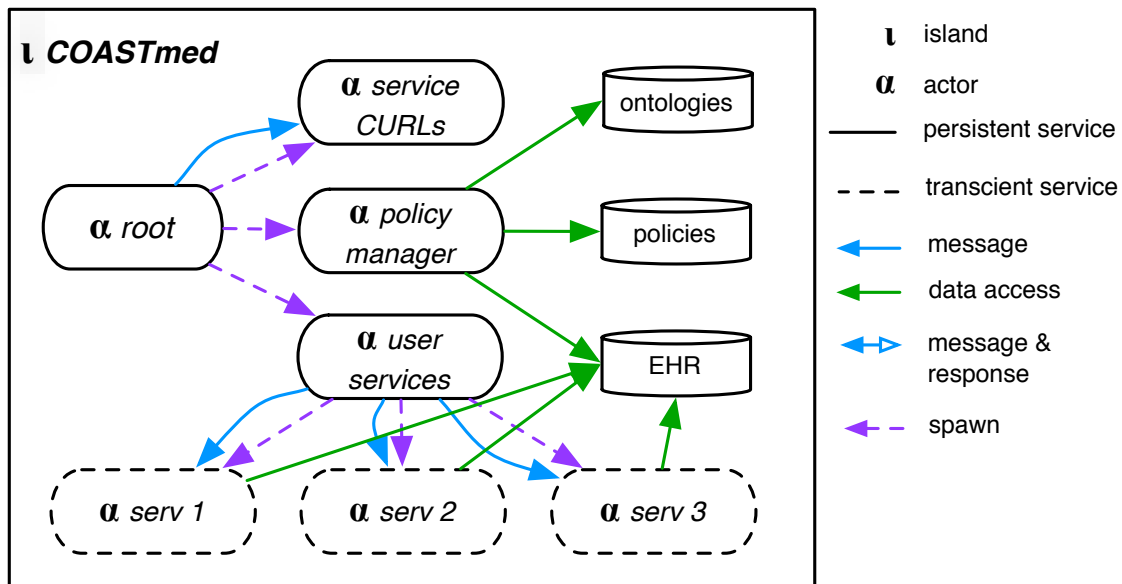 ι COASTmed
α service
CURLs
ontologies
α root
α policy
manager
policies
α user
services
EHR
α serv 1
α serv 2
α serv 3
ι island
α actor
persistent service
transcient service
message
data access
message &
response
spawn